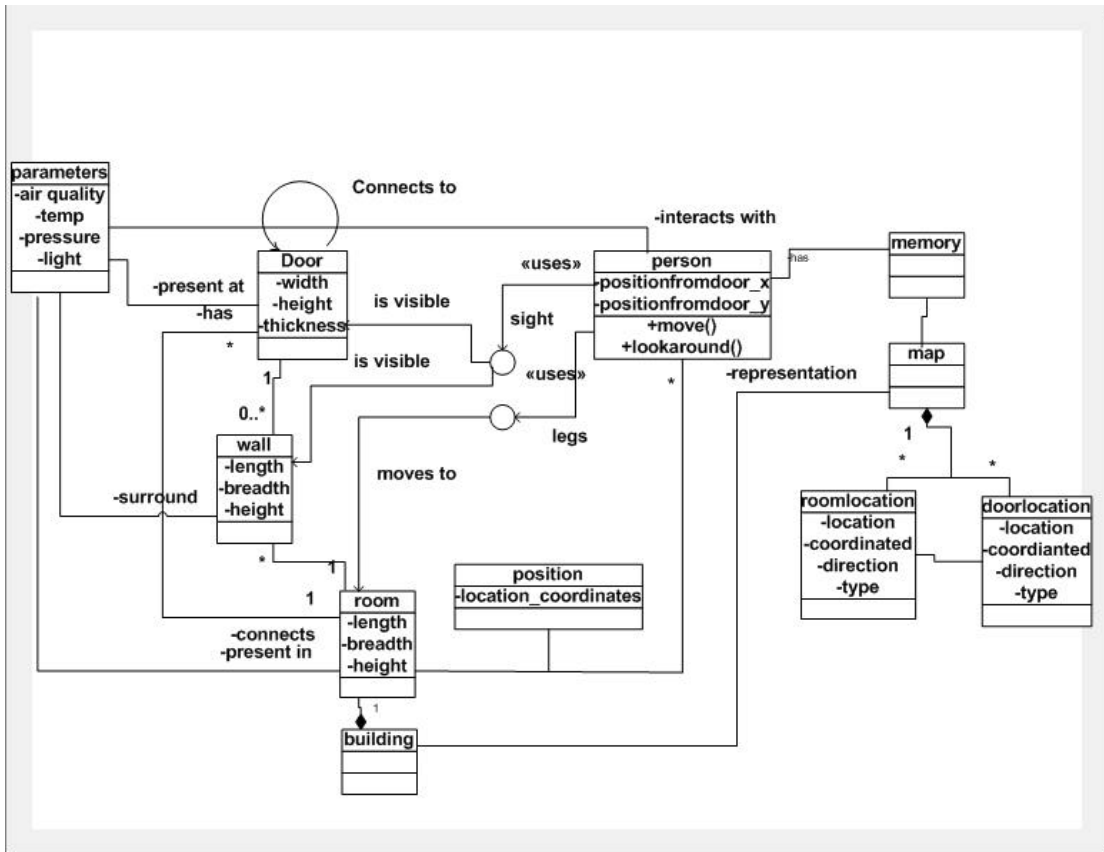 parameters
-air quality
-temp
-pressure
-light
Connects to
-interacts with
Door
-width
-height
-thickness
-present at
-has
*
«uses»
person
-positionfromdoor_x
-positionfromdoor_y
+move()
+lookaround()
-has
memory
map
is visible
sight
is visible
«uses»
*
-representation
1
0..*
legs
wall
-length
-breadth
-height
moves to
-surround
*
1
1
1
*
*
roomlocation
-location
-coordinated
-direction
-type
doorlocation
-location
-coordianted
-direction
-type
position
-location_coordinates
room
-length
-breadth
-height
-connects
-present in
1
*
building